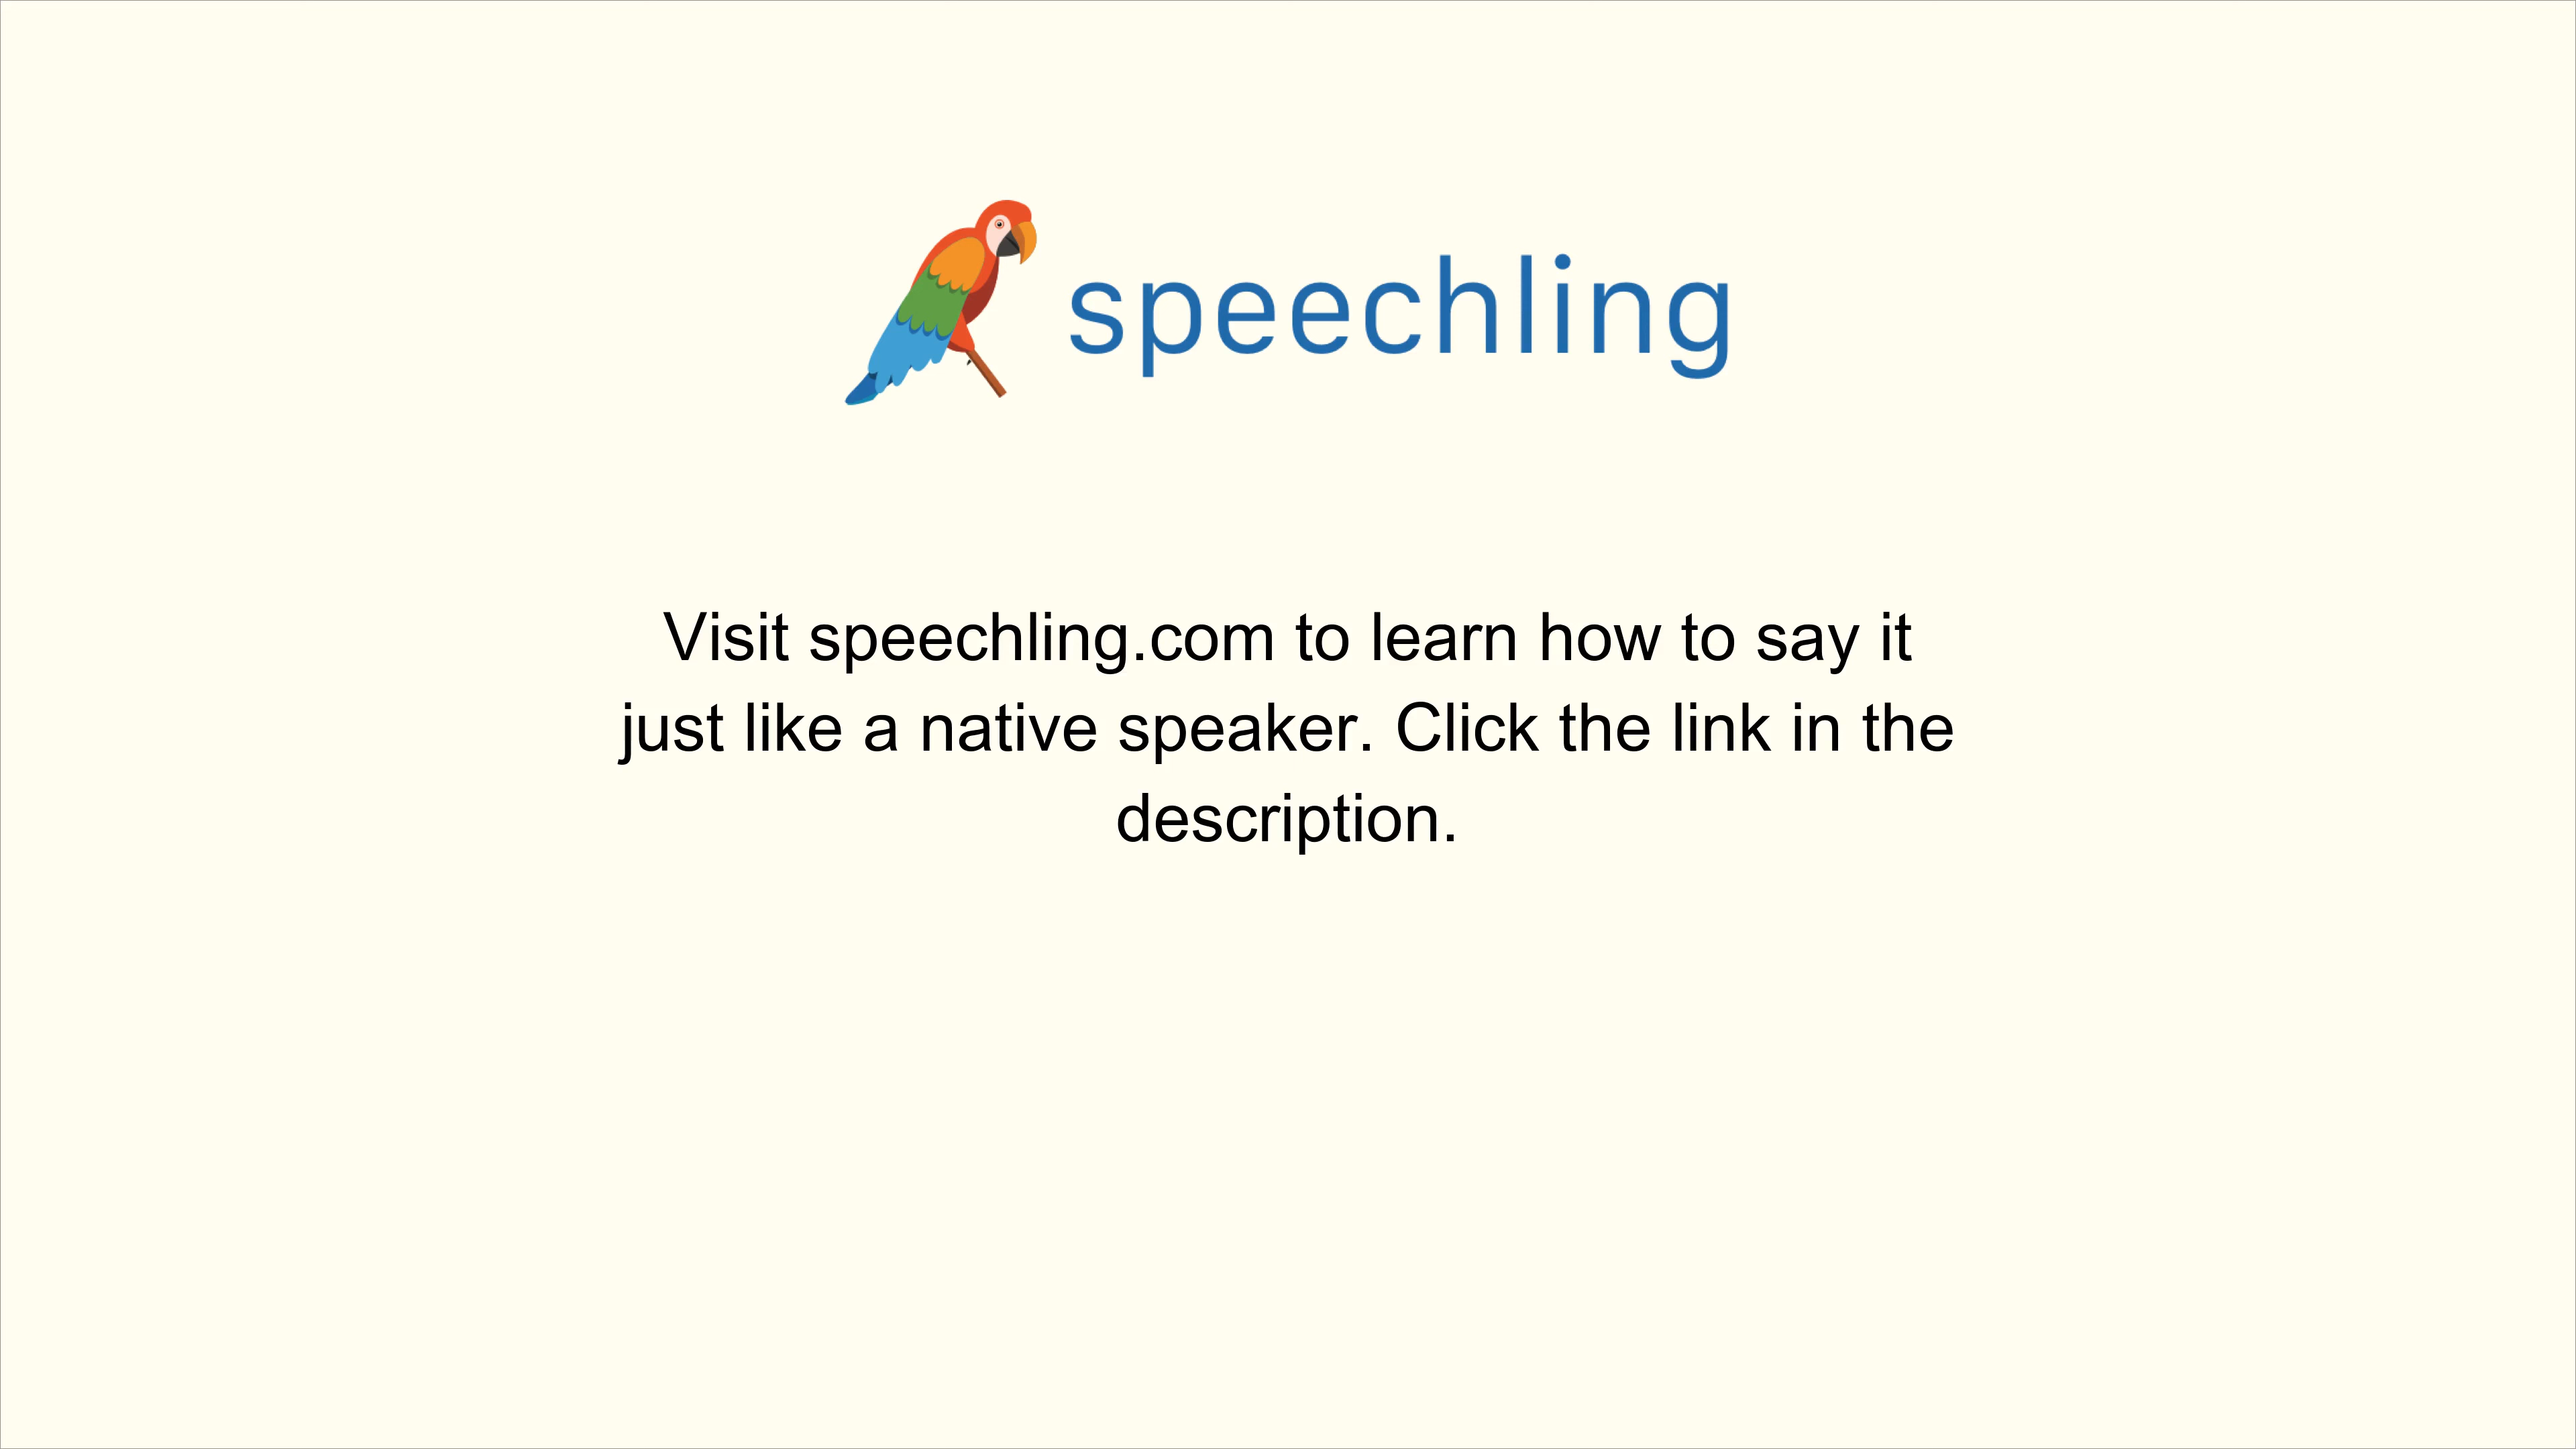 speechling
Visit speechling.com to learn how to say it
just like a native speaker. Click the link in the
description.